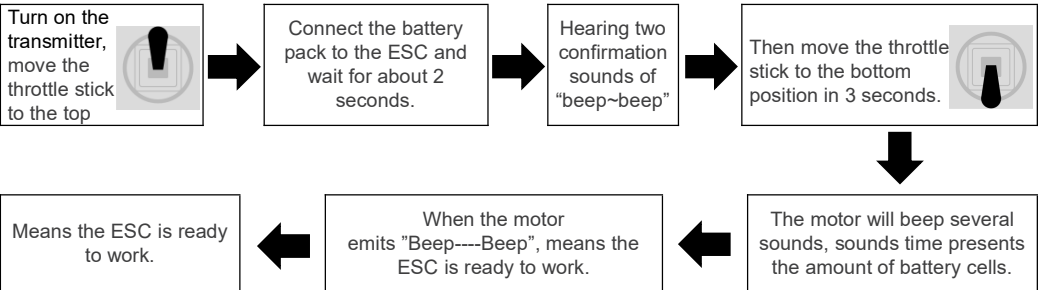 Turn on the
transmitter,
move the
throttle stick
to the top
Connect the battery
pack to the ESC and
wait for about 2
seconds.
Hearing two
confirmation
sounds of
“beep~beep”
Then move the throttle
stick to the bottom
position in 3 seconds.
The motor will beep several
sounds, sounds time presents
the amount of battery cells.
When the motor
emits ”Beep----Beep”, means the
ESC is ready to work.
Means the ESC is ready
to work.